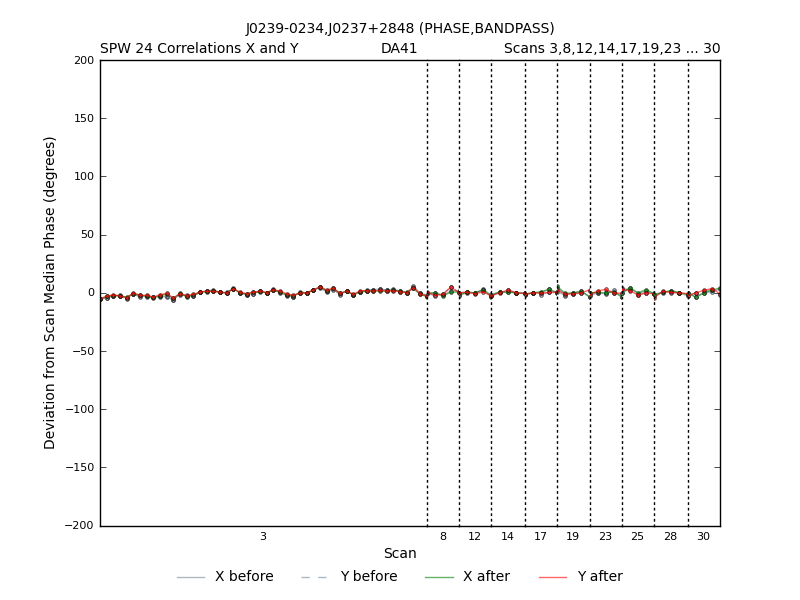 J0239-0234,J0237+2848 (PHASE,BANDPASS)
SPW 24 Correlations X and Y DA41 Scans 3,8,12,14,17,19,23 ... 30
200
150
100
50
0
−50
−100
−150
−200
Deviation from Scan Median Phase (degrees)
3 8 12 14 17 19 23 25 28 30
Scan
X before Y before X after Y after